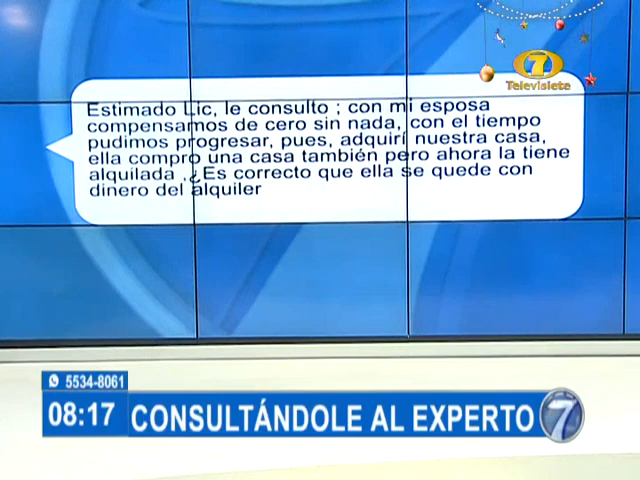 7
Televisiete
Estimado Lic, le consulto ; con mi esposa
compensamos de cero sin nada, con el tiempo
pudimos progresar, pues, adquirí nuestra casa,
ella compro una casa también pero ahora la tiene
alquilada .¿Es correcto que ella se quede con
dinero del alquiler
5534-8061
08:17
CONSULTÁNDOLE AL EXPERTO
7